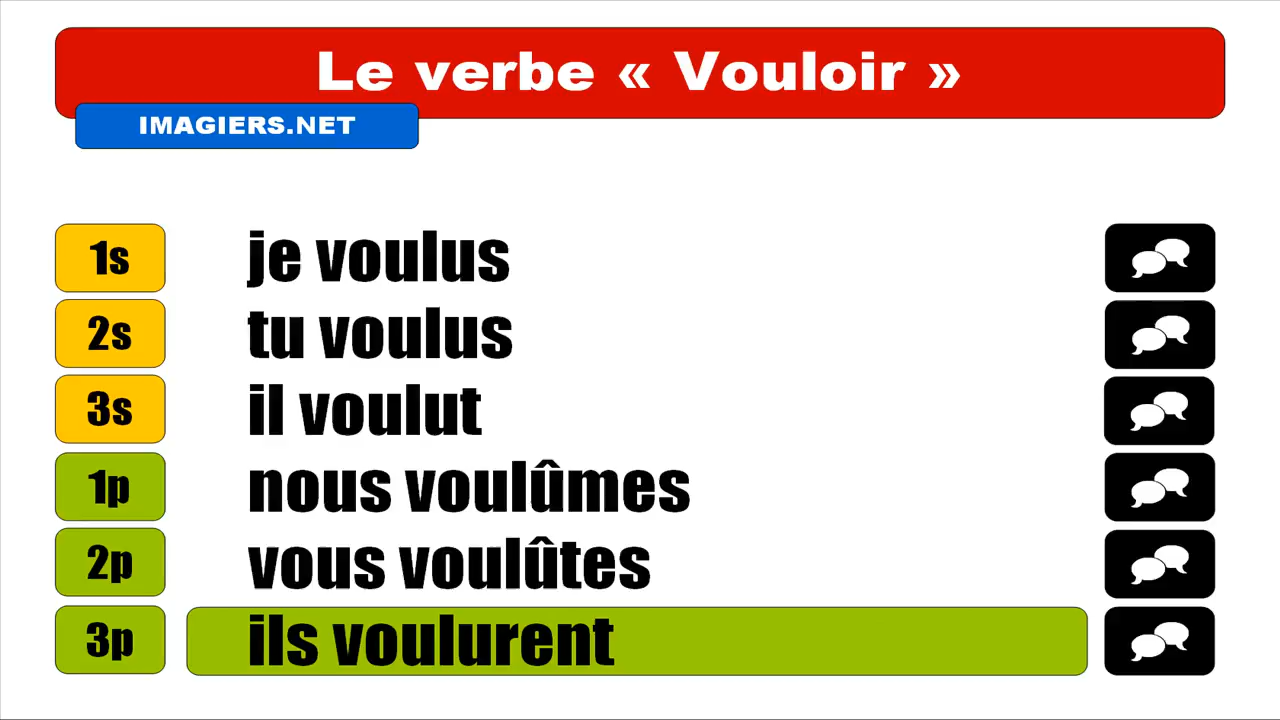 Le verbe « Vouloir »
IMAGIERS.NET
1s je voulus
2s tu voulus
3s il voulut
1p nous voulûmes
2p vous voulûtes
3p ils voulurent